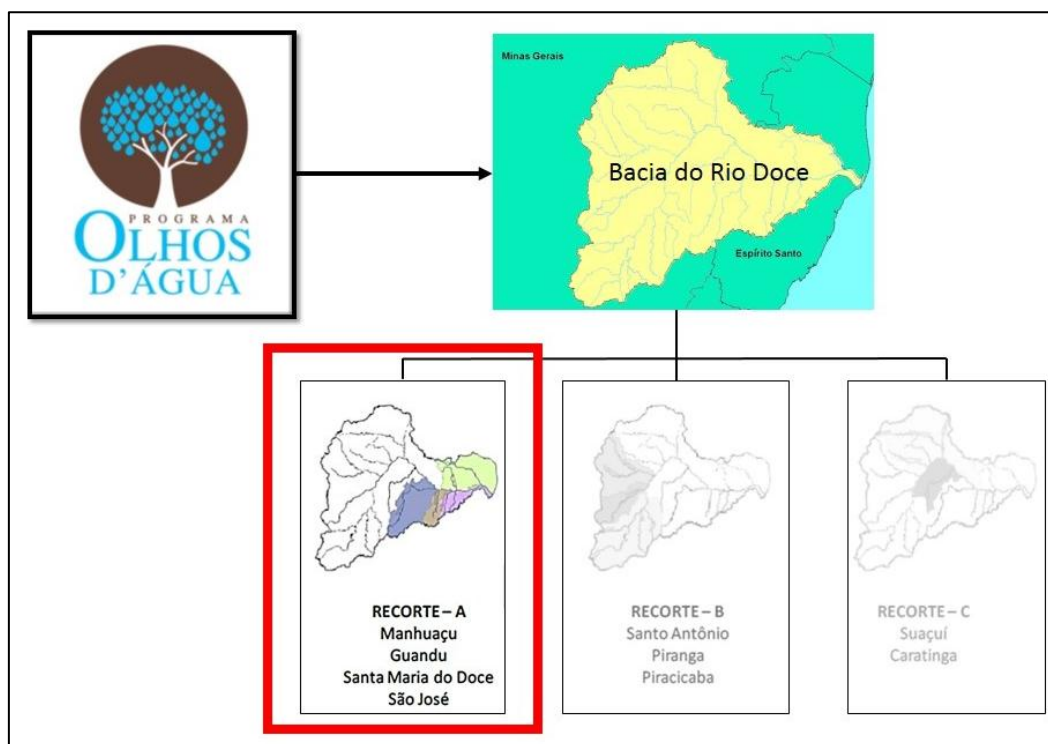 PROGRAMA
OLHOS
D'ÁGUA
Minas Gerais
Bacia do Rio Doce
Espírito Santo
RECORTE – A
Manhuaçu
Guandu
Santa Maria do Doce
São José
RECORTE – B
Santo Antônio
Piranga
Piracicaba
RECORTE – C
Suaçuí
Caratinga